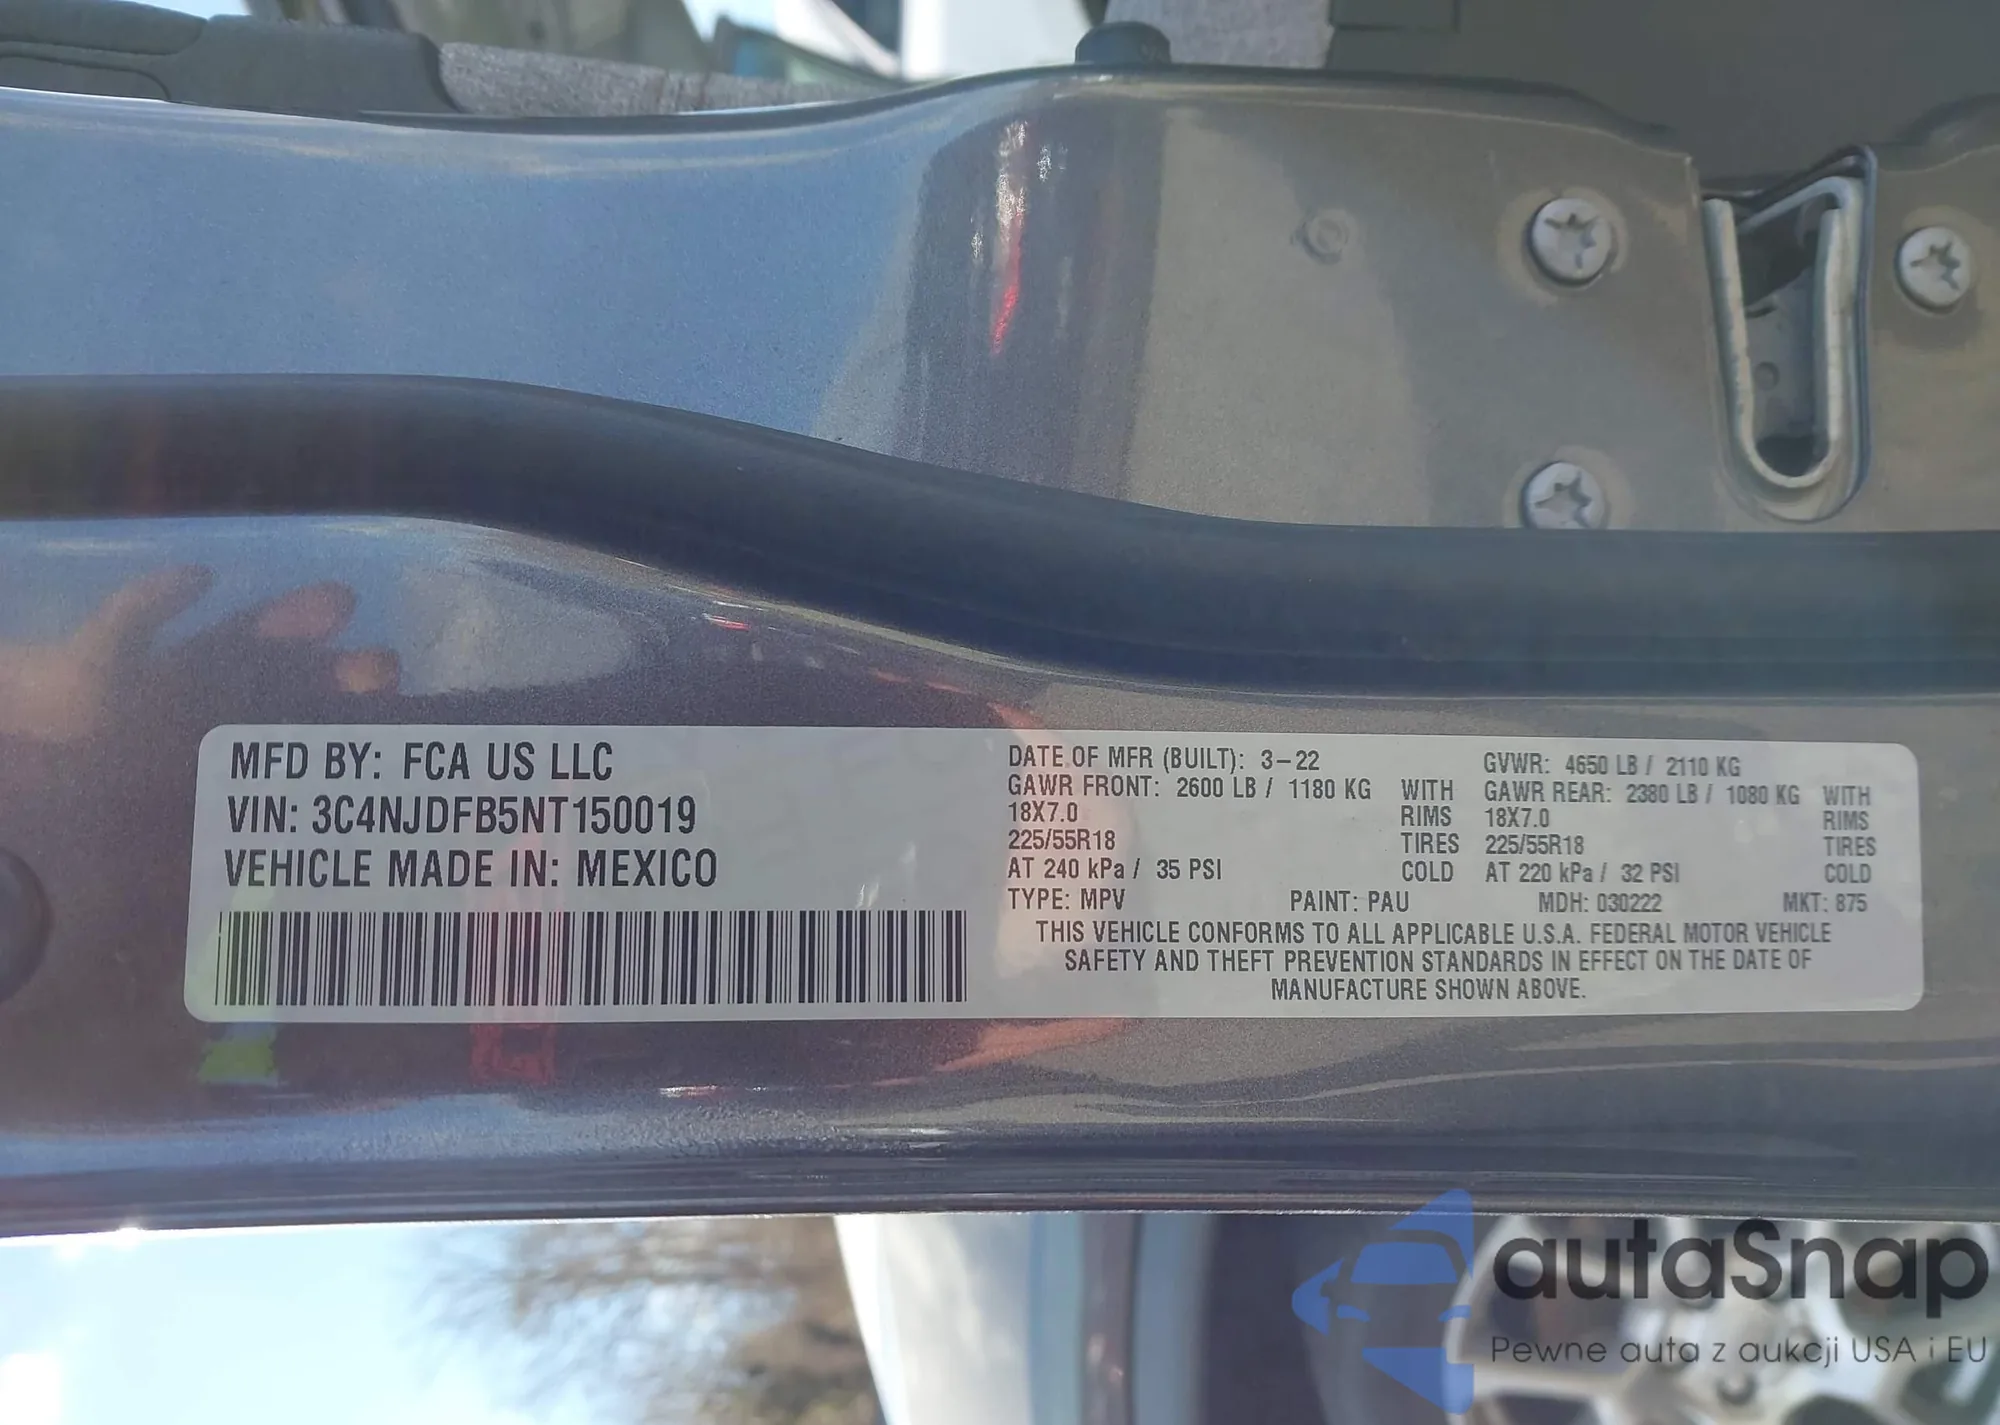 MFD BY: FCA US LLC
VIN: 3C4NJDFB5NT150019
VEHICLE MADE IN: MEXICO
DATE OF MFR (BUILT): 3-22 GVWR: 4650 LB / 2110 KG
GAWR FRONT: 2600 LB / 1180 KG WITH GAWR REAR: 2380 LB / 1080 KG WITH
18X7.0 RIMS 18X7.0 RIMS
225/55R18 TIRES 225/55R18 TIRES
AT 240 kPa / 35 PSI COLD AT 220 kPa / 32 PSI COLD
TYPE: MPV PAINT: PAU MDH: 030222 MKT: 875
THIS VEHICLE CONFORMS TO ALL APPLICABLE U.S.A. FEDERAL MOTOR VEHICLE
SAFETY AND THEFT PREVENTION STANDARDS IN EFFECT ON THE DATE OF
MANUFACTURE SHOWN ABOVE.
autaSnap
Pewne auta z aukcji USA i EU